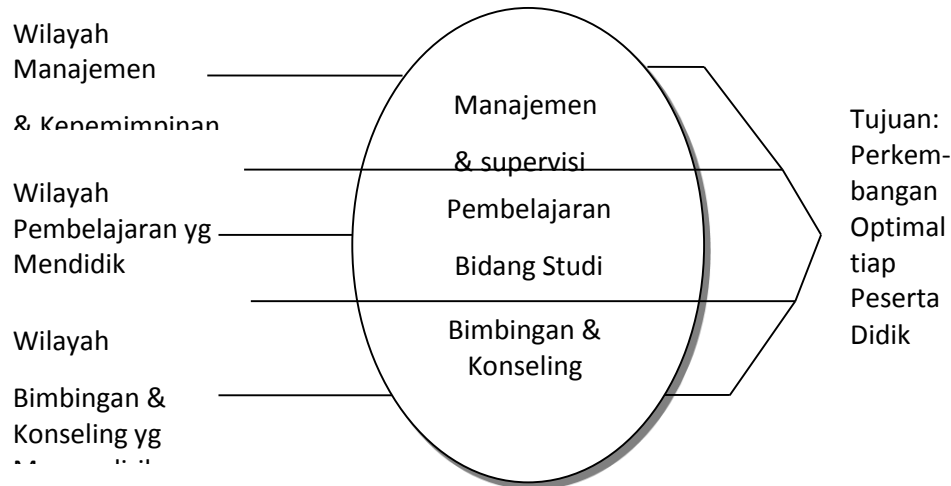 Wilayah
Manajemen
& Kepemimpinan
Wilayah
Pembelajaran yg
Mendidik
Wilayah
Bimbingan &
Konseling yg
Manajemen
& supervisi
Pembelajaran
Bidang Studi
Bimbingan &
Konseling
Tujuan:
Perkem-
bangan
Optimal
tiap
Peserta
Didik